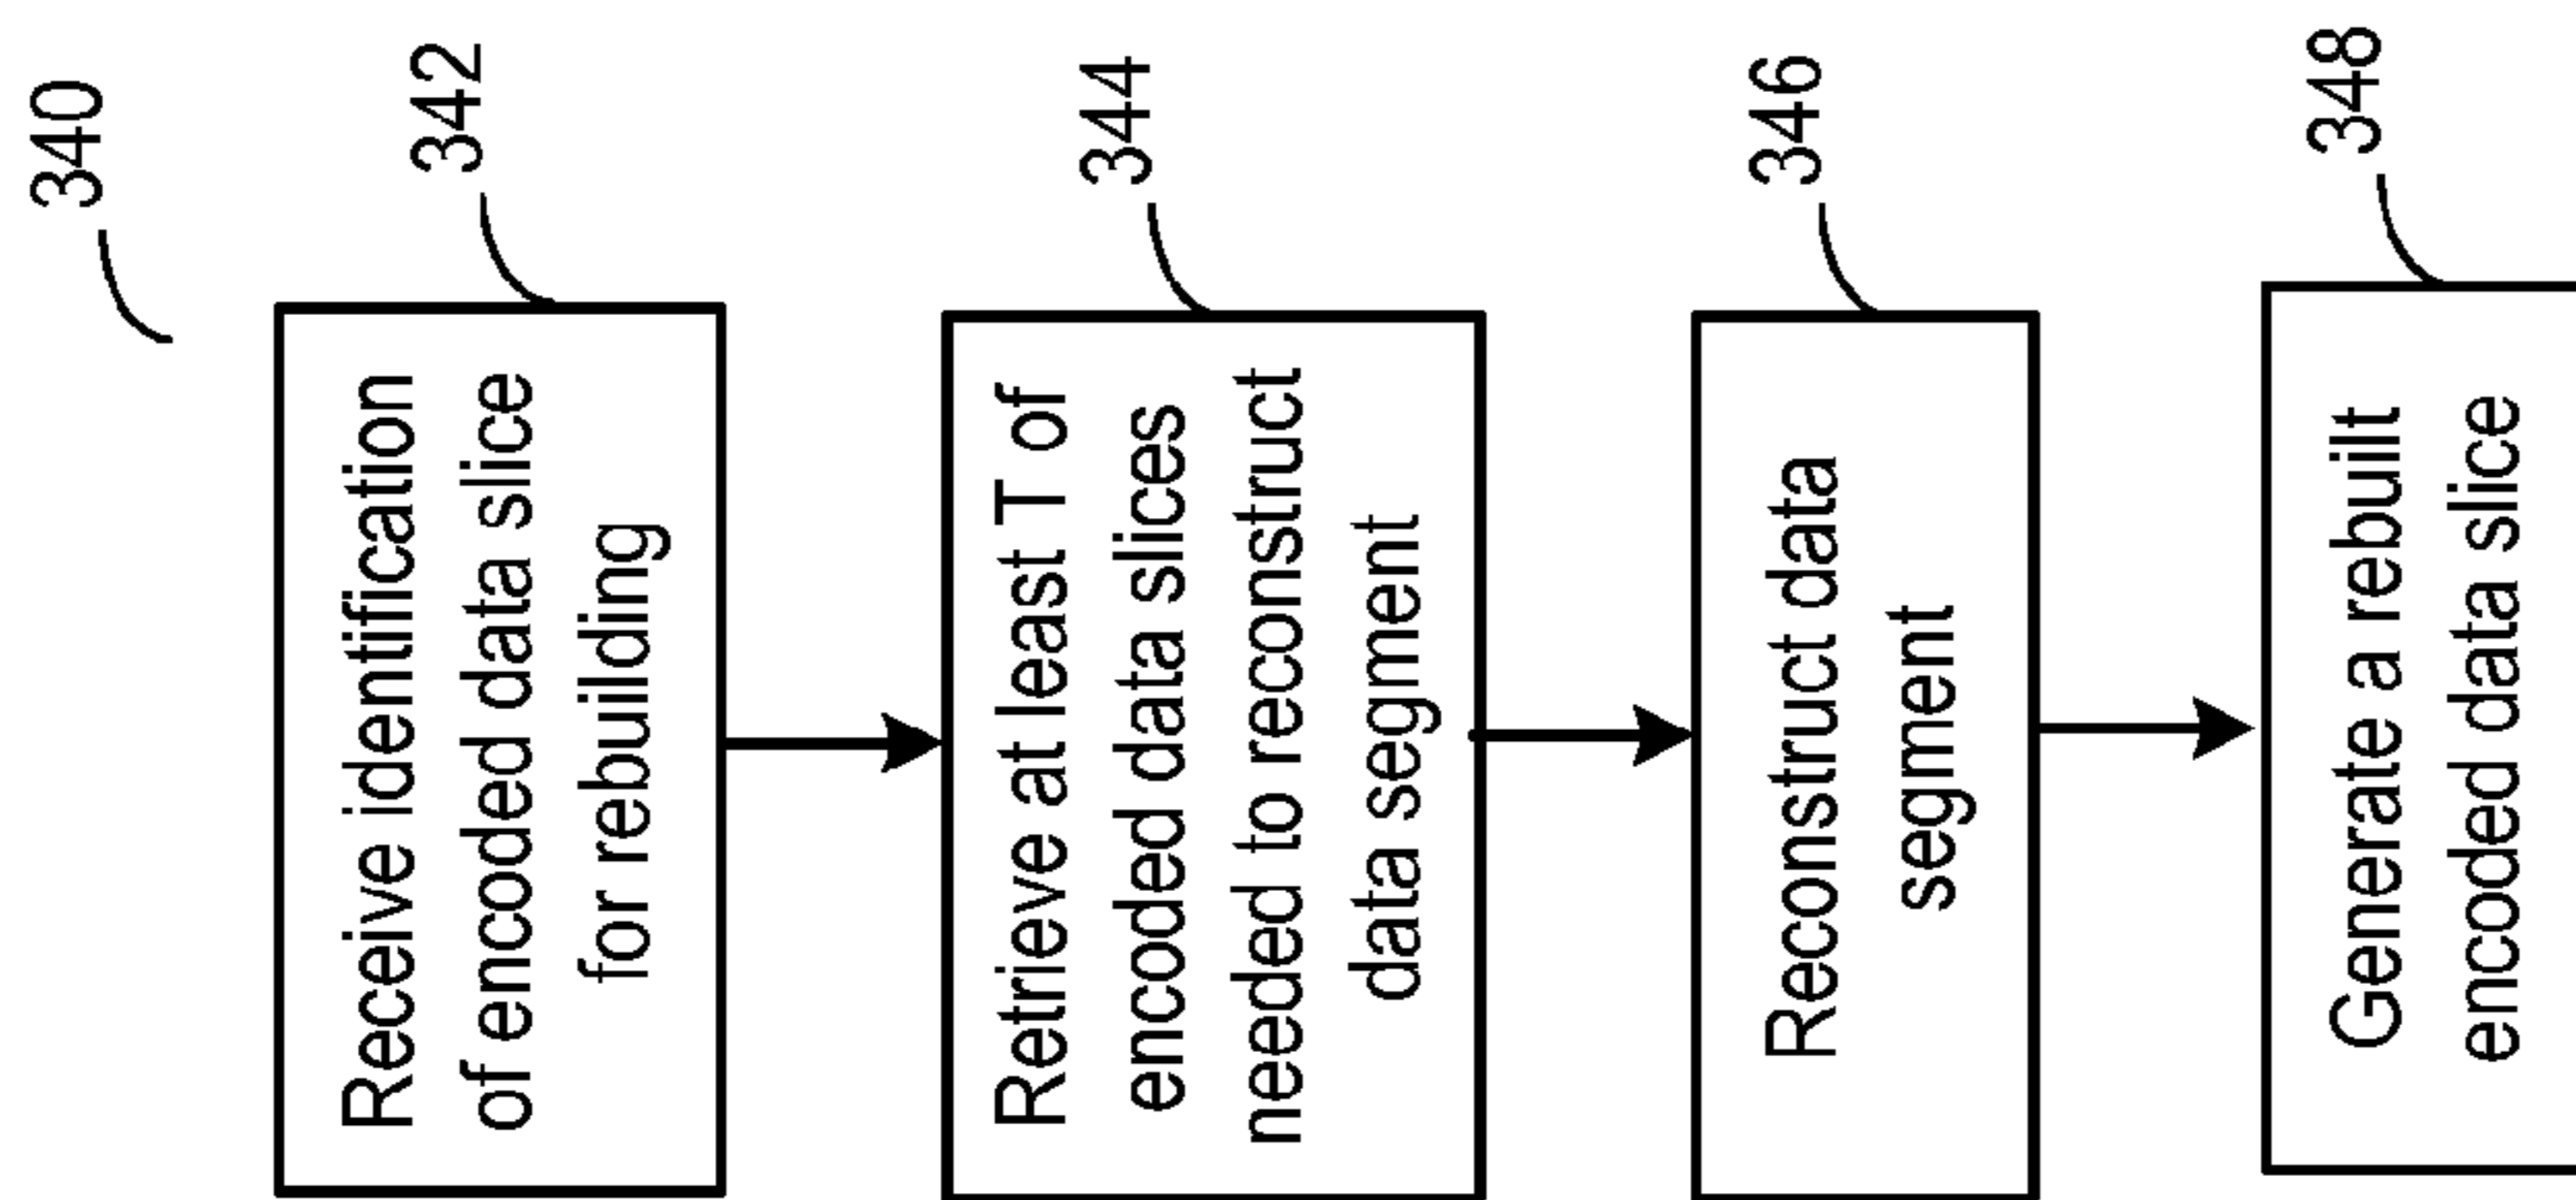 340
342
Receive identification
of encoded data slice
for rebuilding
344
Retrieve at least T of
encoded data slices
needed to reconstruct
data segment
346
Reconstruct data
segment
348
Generate a rebuilt
encoded data slice